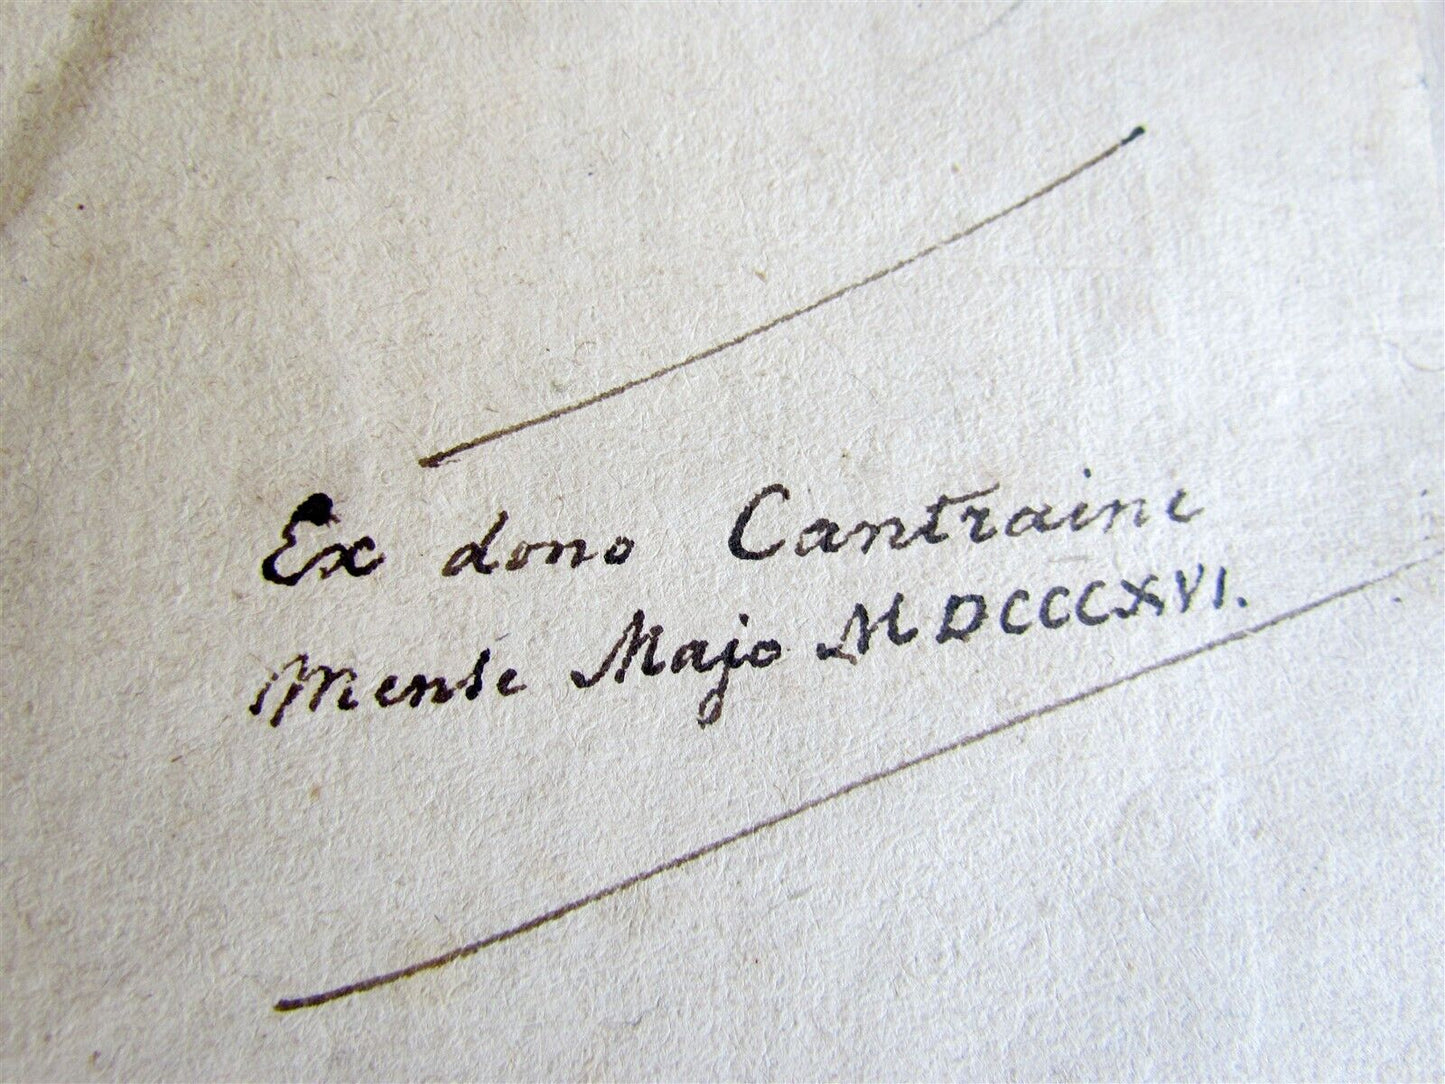 Ex dono Cantraine
Mense Majo MDCCCXVI.